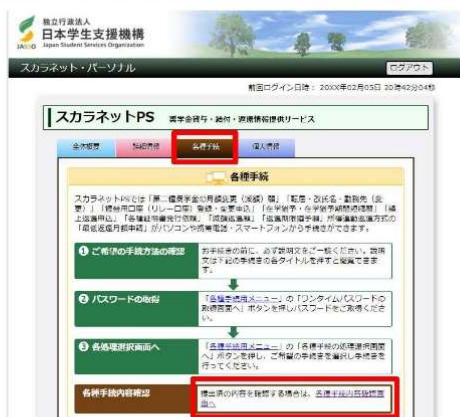 独立行政法人
日本学生支援機構
JASSO Japan Student Services Organization
スカラネット・パーソナル
ログアウト
前回ログイン日時： 20XX年02月05日 20時42分04秒
スカラネットPS 奨学金貸与・給付・返還情報提供サービス
全体概要 詳細情報 各種手続 個人情報
各種手続
スカラネットPSでは「第二種奨学金の月額変更（減額）願」「転居・改氏名・勤務先（変
更）」「振替用口座（リレー口座）登録・変更申込」「在学猶予・在学猶予期間短縮願」「繰
上返還申込」「各種証明書発行依頼」「減額返還願」「返還期限猶予願」所得連動返還方式の
「最低返還月額申請」がパソコンや携帯電話・スマートフォンから手続きができます。
1 ご希望の手続方法の確認
お手続きの前に、必ず説明文をご一読ください。説明
文は下記の手続きの各タイトルを押すと閲覧できま
す。
2 パスワードの取得
「各種手続用メニュー」の「ワンタイムパスワードの
取得画面へ」ボタンを押しパスワードをご取得くださ
い。
3 各処理選択画面へ
「各種手続用メニュー」の「各種手続の処理選択画面
へ」ボタンを押し、ご希望の手続きを選択し手続きを
行ってください。
各種手続内容確認
提出済の内容を確認する場合は、各種手続内容確認画
面へ